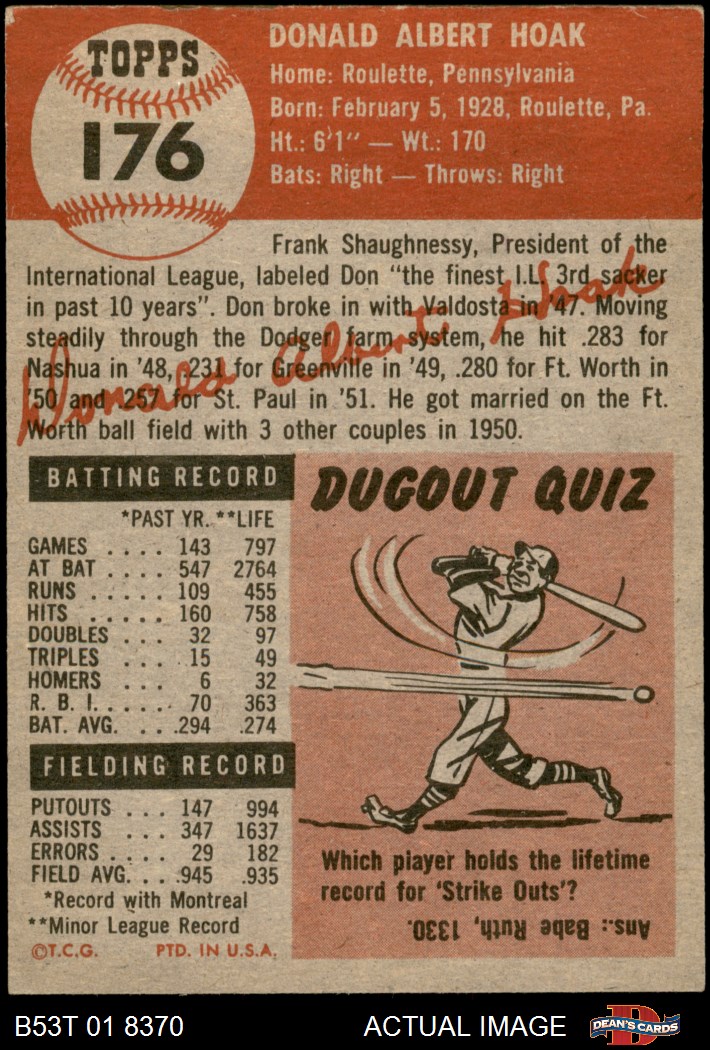 TOPPS
176
DONALD ALBERT HOAK
Home: Roulette, Pennsylvania
Born: February 5, 1928, Roulette, Pa.
Ht.: 6'1" — Wt.: 170
Bats: Right — Throws: Right
Frank Shaughnessy, President of the
International League, labeled Don "the finest I.L. 3rd sacker
in past 10 years". Don broke in with Valdosta in '47. Moving
steadily through the Dodger farm system, he hit .283 for
Nashua in '48, .231 for Greenville in '49, .280 for Ft. Worth in
'50 and .257 for St. Paul in '51. He got married on the Ft.
Worth ball field with 3 other couples in 1950.
Donald Albert Hoak
BATTING RECORD
*PAST YR. **LIFE
GAMES . . . . 143 797
AT BAT . . . . 547 2764
RUNS . . . . . 109 455
HITS . . . . . 160 758
DOUBLES . . . 32 97
TRIPLES . . . 15 49
HOMERS . . . 6 32
R. B. I. . . . . . 70 363
BAT. AVG. . . .294 .274
FIELDING RECORD
PUTOUTS . . . 147 994
ASSISTS . . . . 347 1637
ERRORS . . . . 29 182
FIELD AVG. . . .945 .935
*Record with Montreal
**Minor League Record
©T.C.G. PTD. IN U.S.A.
DUGOUT QUIZ
Which player holds the lifetime
record for 'Strike Outs'?
Ans.: Babe Ruth, 1330.
B53T 01 8370 ACTUAL IMAGE
D
DEAN'S CARDS